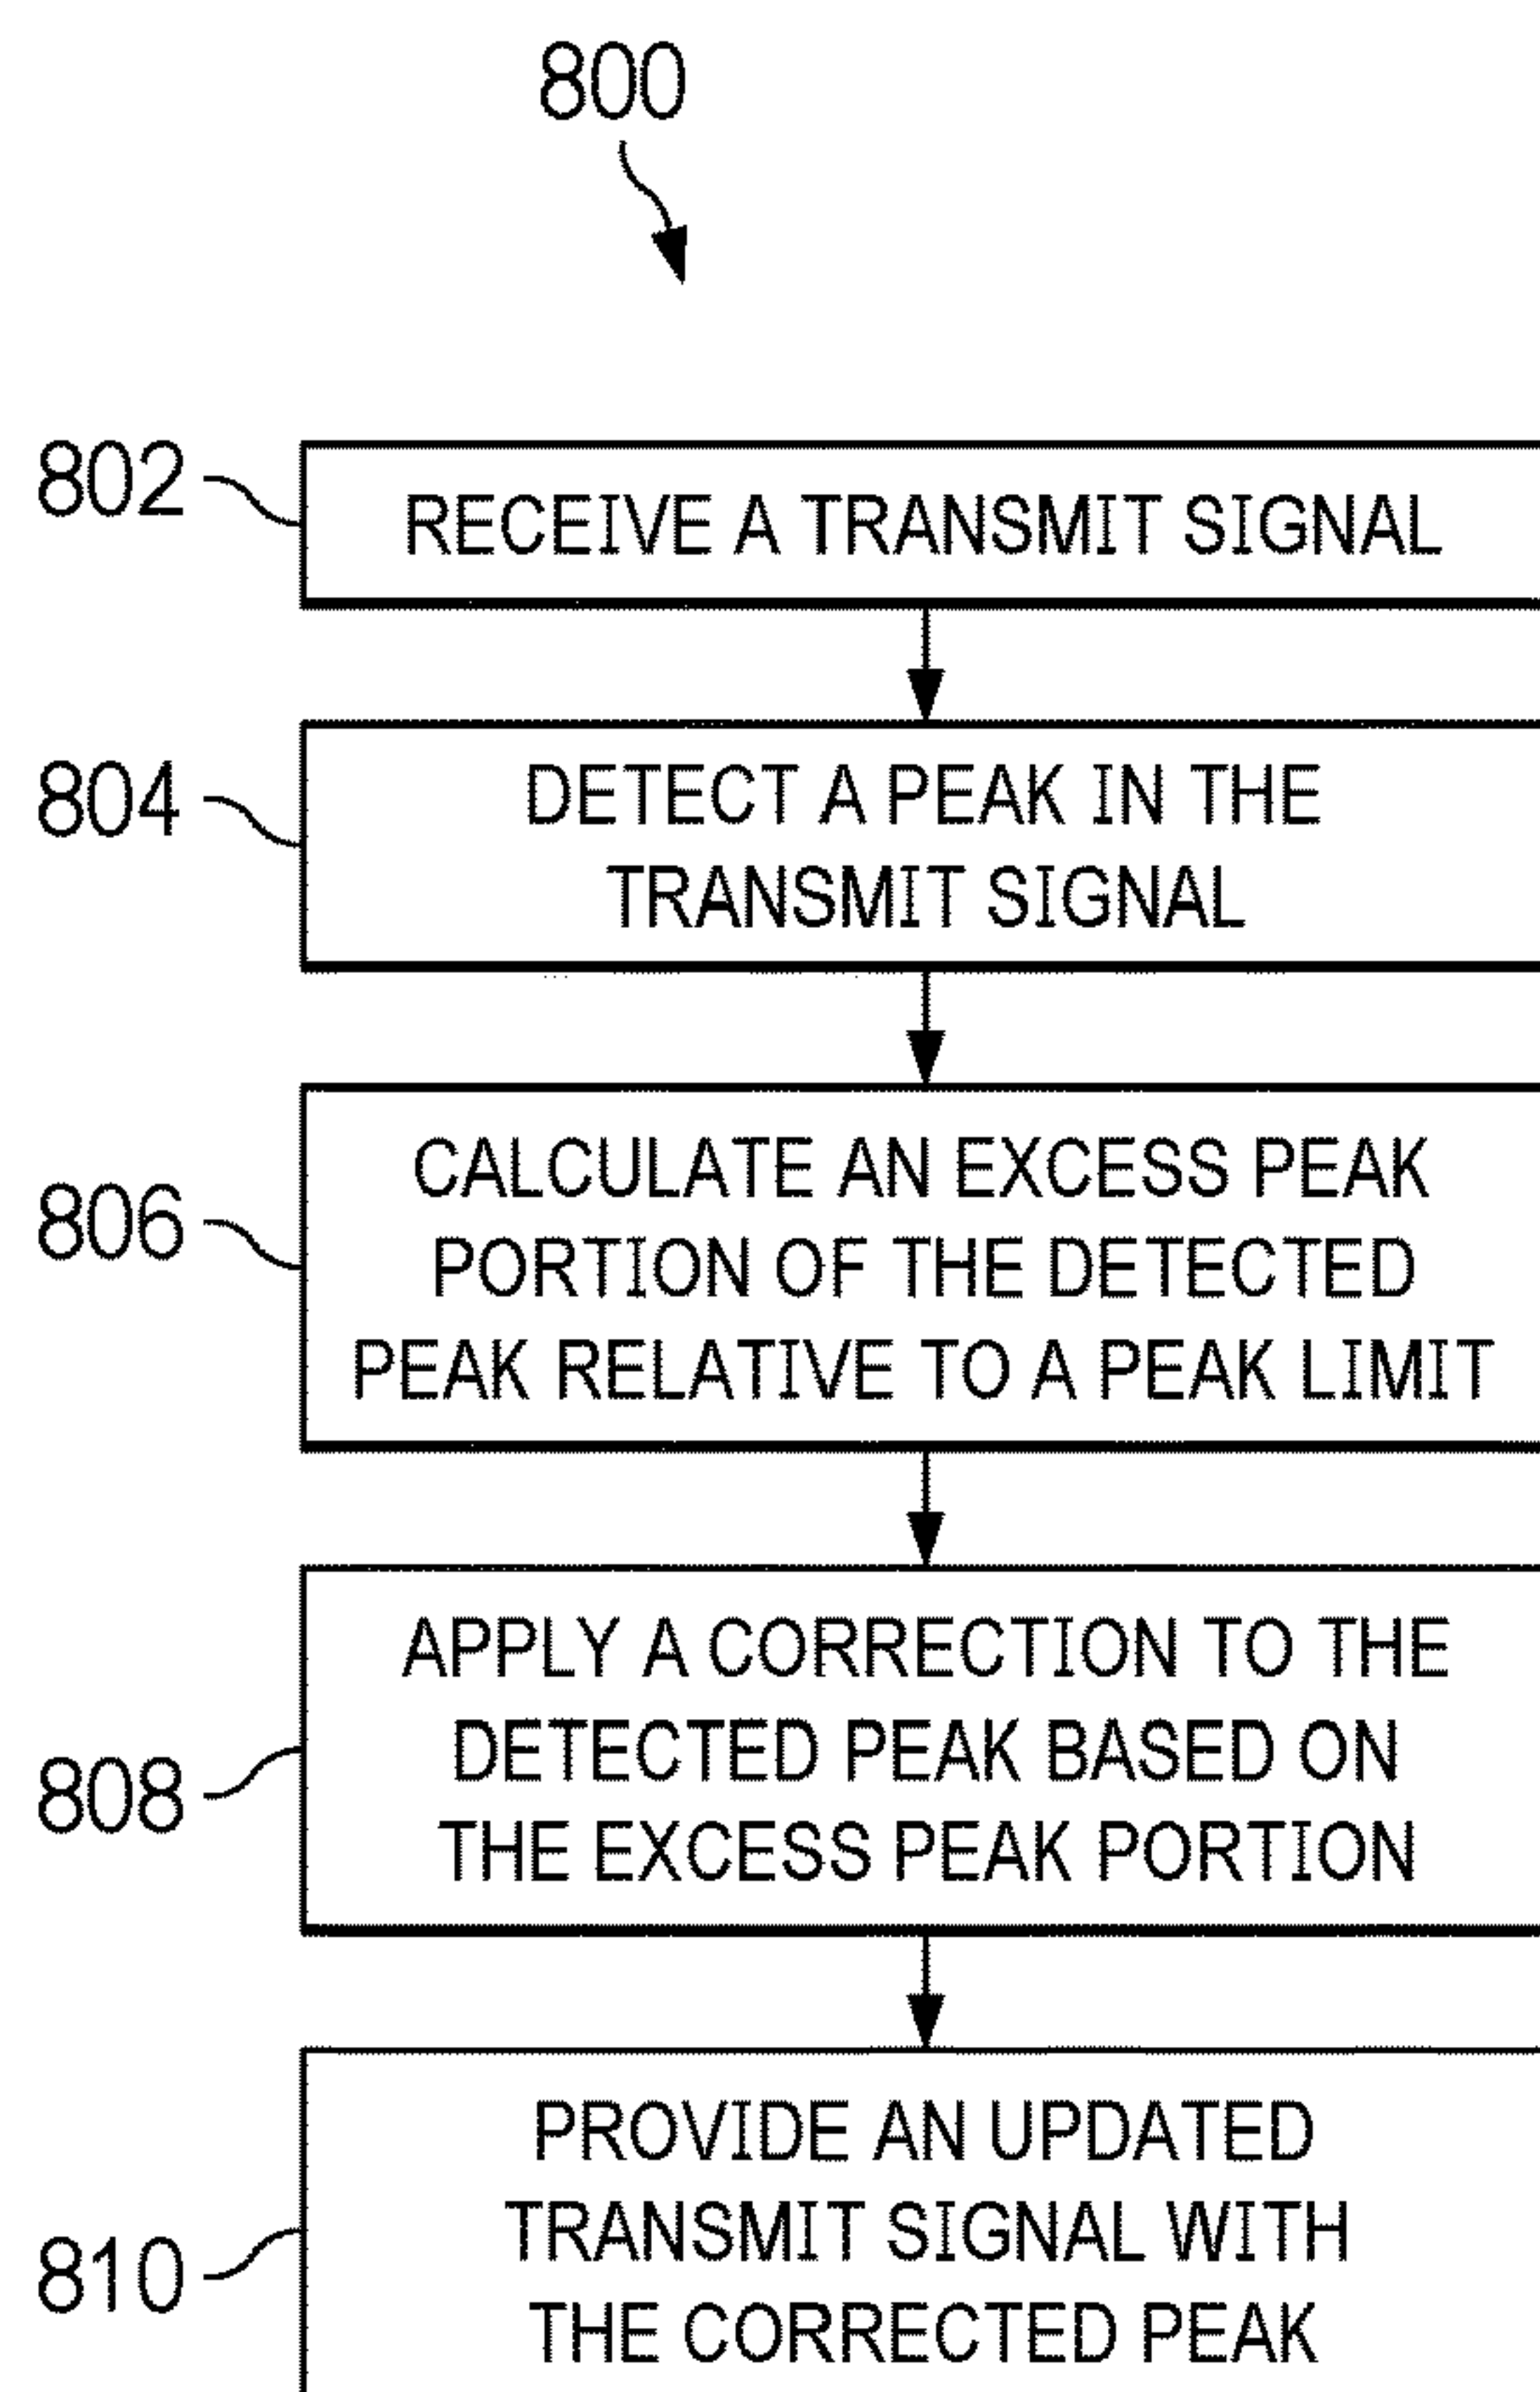 800
802
RECEIVE A TRANSMIT SIGNAL
804
DETECT A PEAK IN THE
TRANSMIT SIGNAL
806
CALCULATE AN EXCESS PEAK
PORTION OF THE DETECTED
PEAK RELATIVE TO A PEAK LIMIT
808
APPLY A CORRECTION TO THE
DETECTED PEAK BASED ON
THE EXCESS PEAK PORTION
810
PROVIDE AN UPDATED
TRANSMIT SIGNAL WITH
THE CORRECTED PEAK